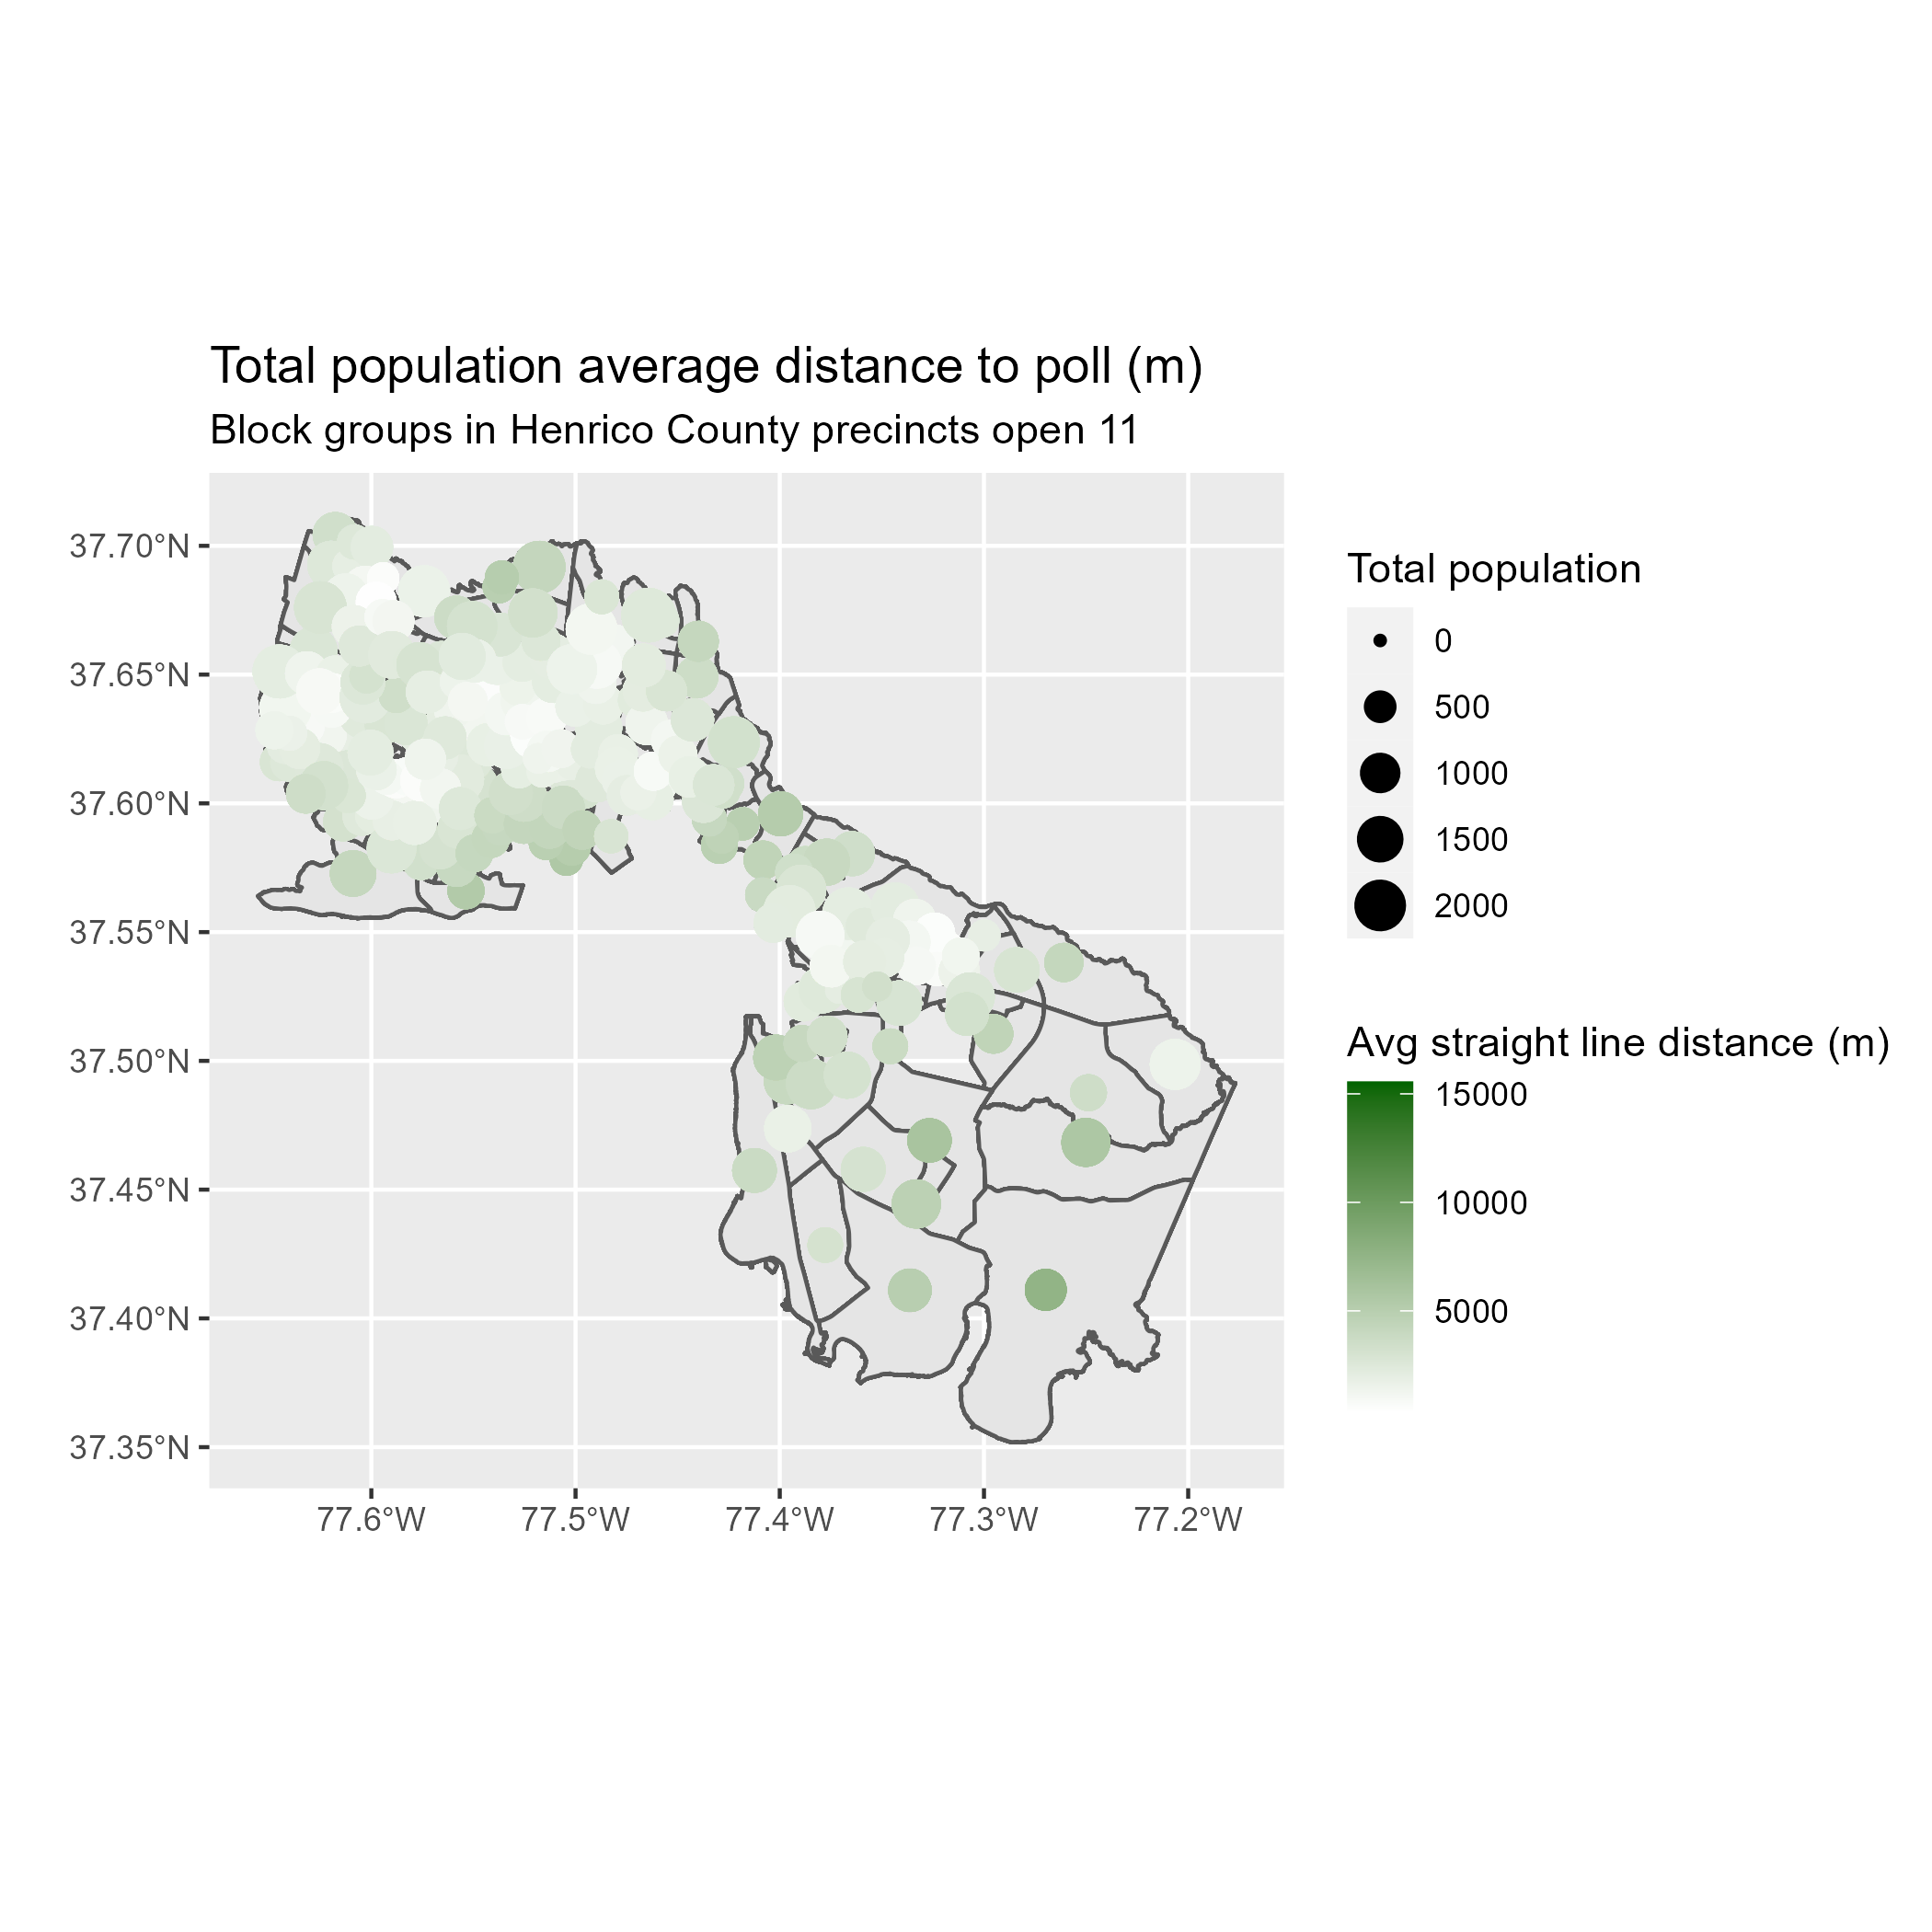 Total population average distance to poll (m)
Block groups in Henrico County precincts open 11
37.70°N
37.65°N
37.60°N
37.55°N
37.50°N
37.45°N
37.40°N
37.35°N
77.6°W
77.5°W
77.4°W
77.3°W
77.2°W
Total population
0
500
1000
1500
2000
Avg straight line distance (m)
15000
10000
5000